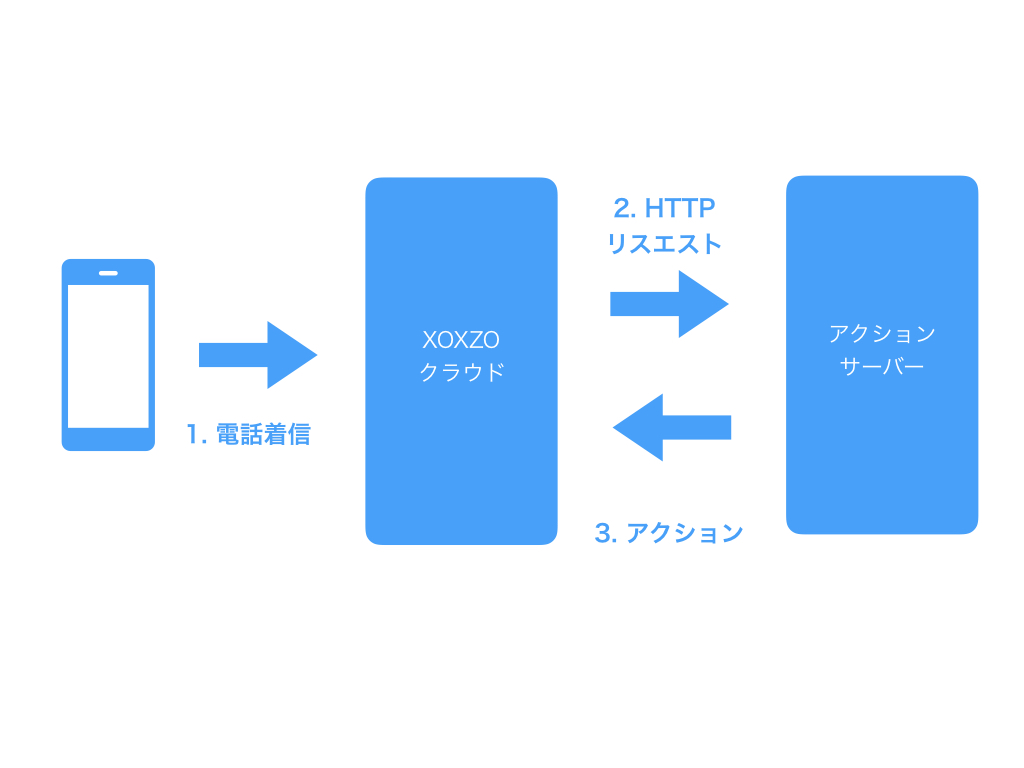 1. 電話着信
XOXZO
クラウド
2. HTTP
リスエスト
3. アクション
アクション
サーバー